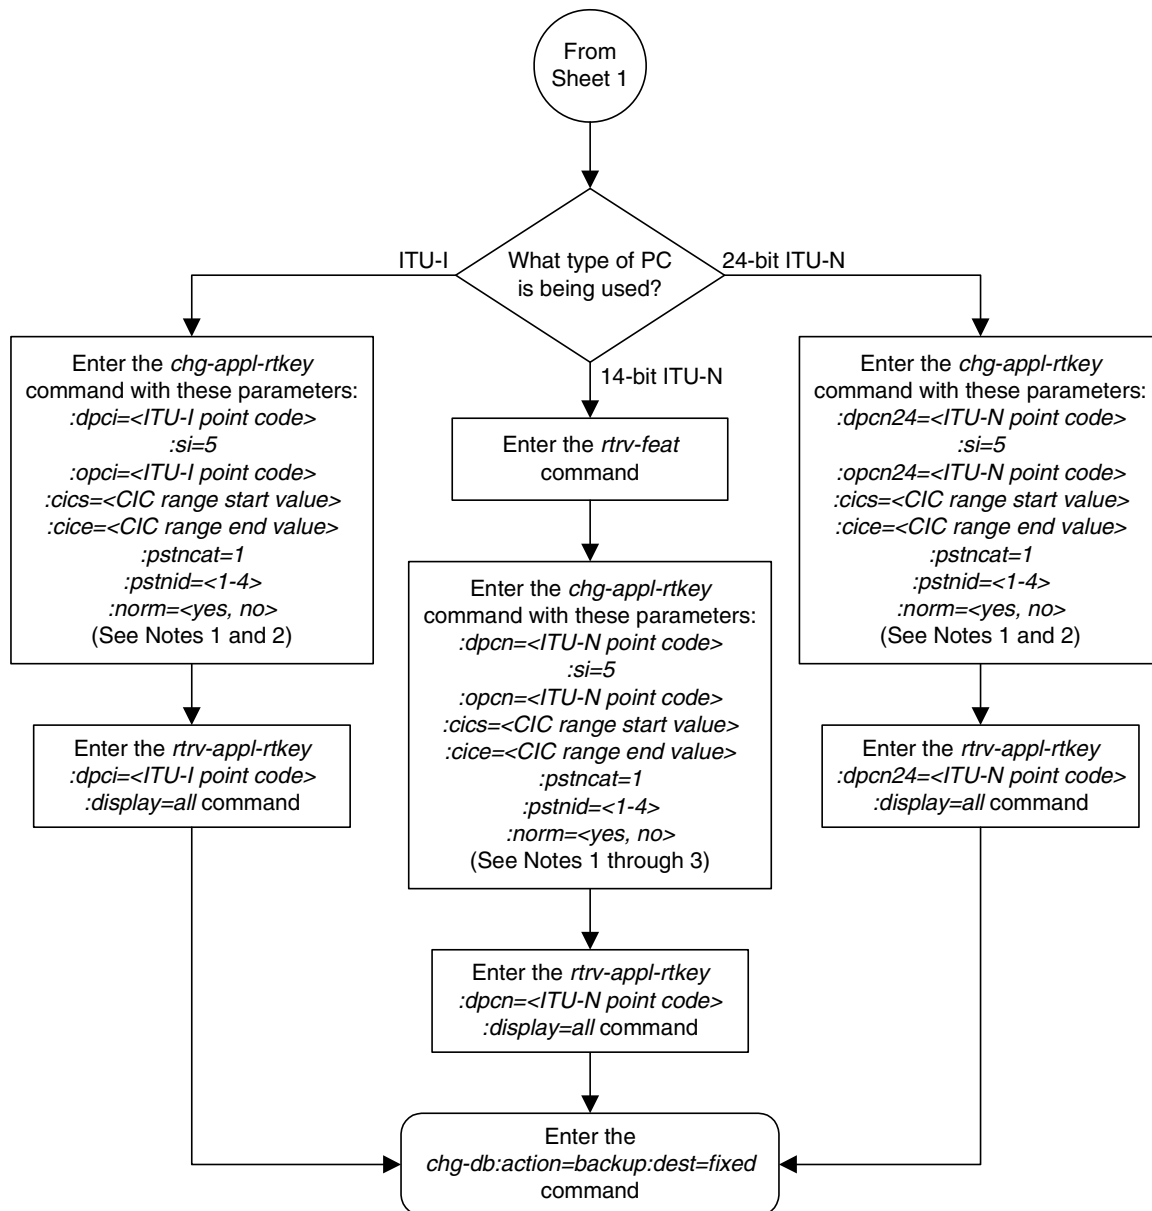 From
Sheet 1
What type of PC
is being used?
ITU-I
24-bit ITU-N
14-bit ITU-N
Enter the chg-appl-rtkey
command with these parameters:
:dpci=<ITU-I point code>
:si=5
:opci=<ITU-I point code>
:cics=<CIC range start value>
:cice=<CIC range end value>
:pstncat=1
:pstnid=<1-4>
:norm=<yes, no>
(See Notes 1 and 2)
Enter the rtrv-appl-rtkey
:dpci=<ITU-I point code>
:display=all command
Enter the rtrv-feat
command
Enter the chg-appl-rtkey
command with these parameters:
:dpcn=<ITU-N point code>
:si=5
:opcn=<ITU-N point code>
:cics=<CIC range start value>
:cice=<CIC range end value>
:pstncat=1
:pstnid=<1-4>
:norm=<yes, no>
(See Notes 1 through 3)
Enter the rtrv-appl-rtkey
:dpcn=<ITU-N point code>
:display=all command
Enter the chg-appl-rtkey
command with these parameters:
:dpcn24=<ITU-N point code>
:si=5
:opcn24=<ITU-N point code>
:cics=<CIC range start value>
:cice=<CIC range end value>
:pstncat=1
:pstnid=<1-4>
:norm=<yes, no>
(See Notes 1 and 2)
Enter the rtrv-appl-rtkey
:dpcn24=<ITU-N point code>
:display=all command
Enter the
chg-db:action=backup:dest=fixed
command